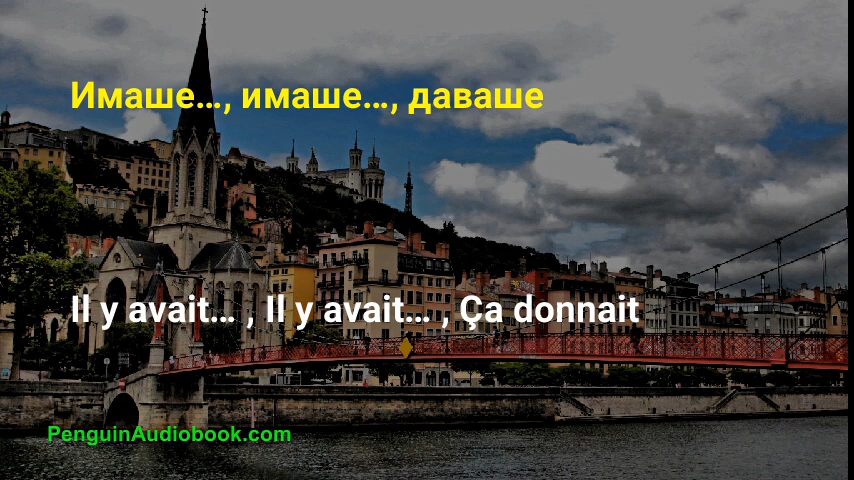 Имаше…, имаше…, даваше
Il y avait… , Il y avait… , Ça donnait
PenguinAudiobook.com